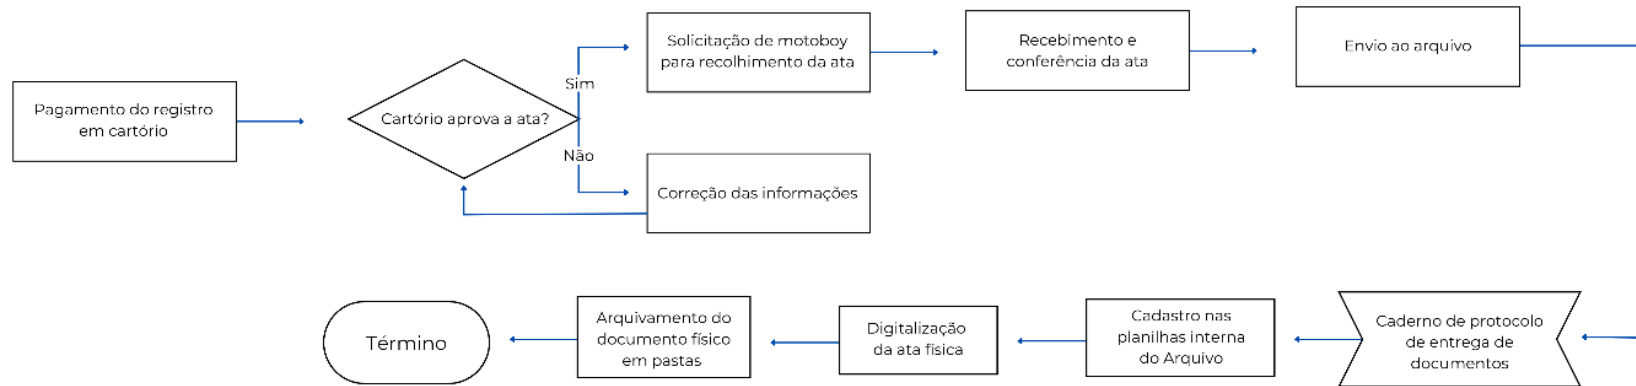 Pagamento do registro
em cartório
Cartório aprova a ata?
Sim
Não
Solicitação de motoboy
para recolhimento da ata
Correção das informações
Recebimento e
conferência da ata
Envio ao arquivo
Caderno de protocolo
de entrega de
documentos
Cadastro nas
planilhas interna
do Arquivo
Digitalização
da ata física
Arquivamento do
documento físico
em pastas
Término